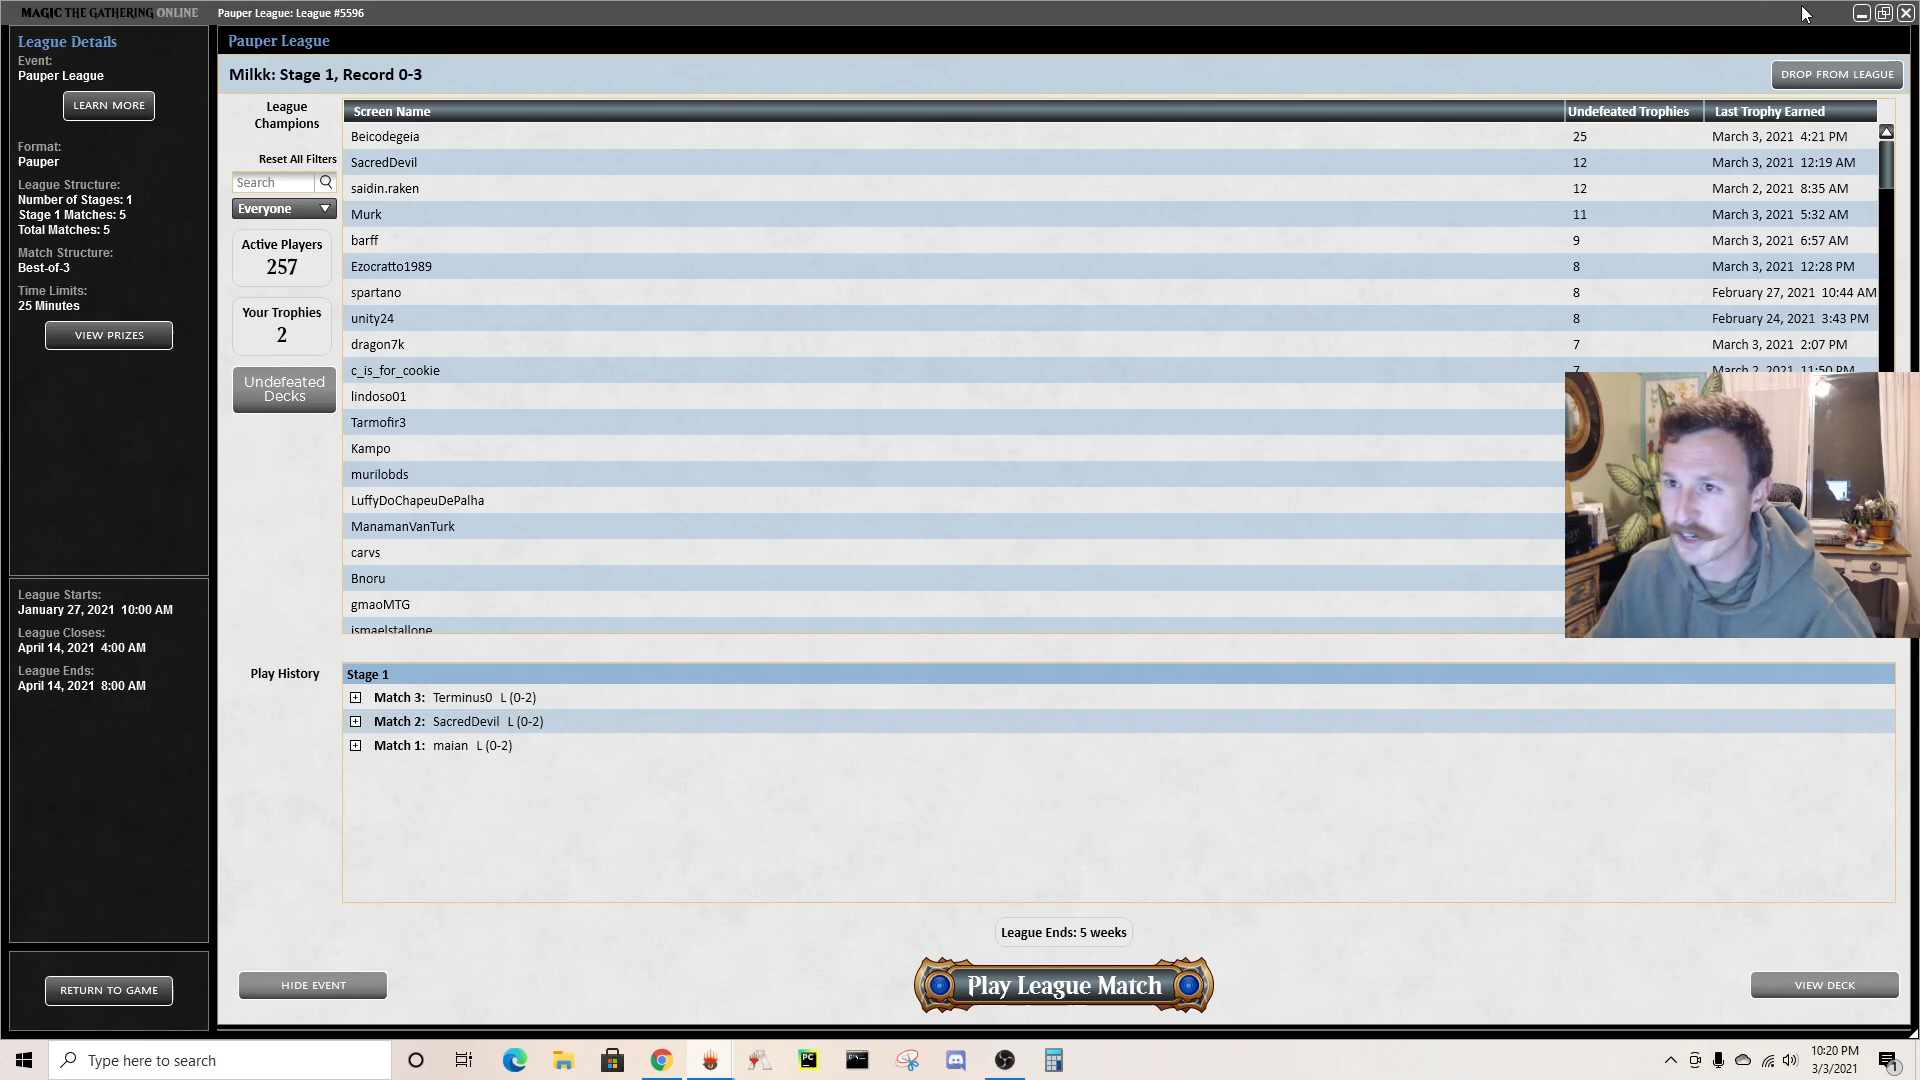 MAGIC THE GATHERING ONLINE
Pauper League: League #5596
League Details
Event:
Pauper League
LEARN MORE
Format:
Pauper
League Structure:
Number of Stages: 1
Stage 1 Matches: 5
Total Matches: 5
Match Structure:
Best-of-3
Time Limits:
25 Minutes
VIEW PRIZES
League Starts:
January 27, 2021 10:00 AM
League Closes:
April 14, 2021 4:00 AM
League Ends:
April 14, 2021 8:00 AM
RETURN TO GAME
Pauper League
Milkk: Stage 1, Record 0-3
DROP FROM LEAGUE
League
Champions
Reset All Filters
Search
Everyone
Active Players
257
Your Trophies
2
Undefeated
Decks
Screen Name Undefeated Trophies Last Trophy Earned
Beicodegeia 25 March 3, 2021 4:21 PM
SacredDevil 12 March 3, 2021 12:19 AM
saidin.raken 12 March 2, 2021 8:35 AM
Murk 11 March 3, 2021 5:32 AM
barff 9 March 3, 2021 6:57 AM
Ezocratto1989 8 March 3, 2021 12:28 PM
spartano 8 February 27, 2021 10:44 AM
unity24 8 February 24, 2021 3:43 PM
dragon7k 7 March 3, 2021 2:07 PM
c_is_for_cookie 7 March 2, 2021 11:50 PM
lindoso01
Tarmofir3
Kampo
murilobds
LuffyDoChapeuDePalha
ManamanVanTurk
carvs
Bnoru
gmaoMTG
ismaelstallone
Play History
Stage 1
Match 3: Terminus0 L (0-2)
Match 2: SacredDevil L (0-2)
Match 1: maian L (0-2)
League Ends: 5 weeks
HIDE EVENT
Play League Match
VIEW DECK
Type here to search
PC
10:20 PM
3/3/2021
1